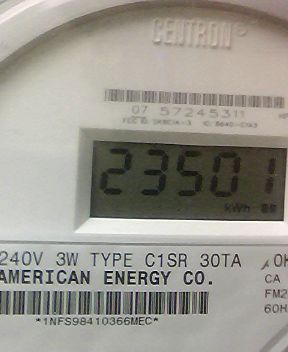 CENTRON®
07 57245311
23501
kWh
240V 3W TYPE C1SR 30TA
AMERICAN ENERGY CO.
CA
FM2
60H
*1NFS98410366MEC*